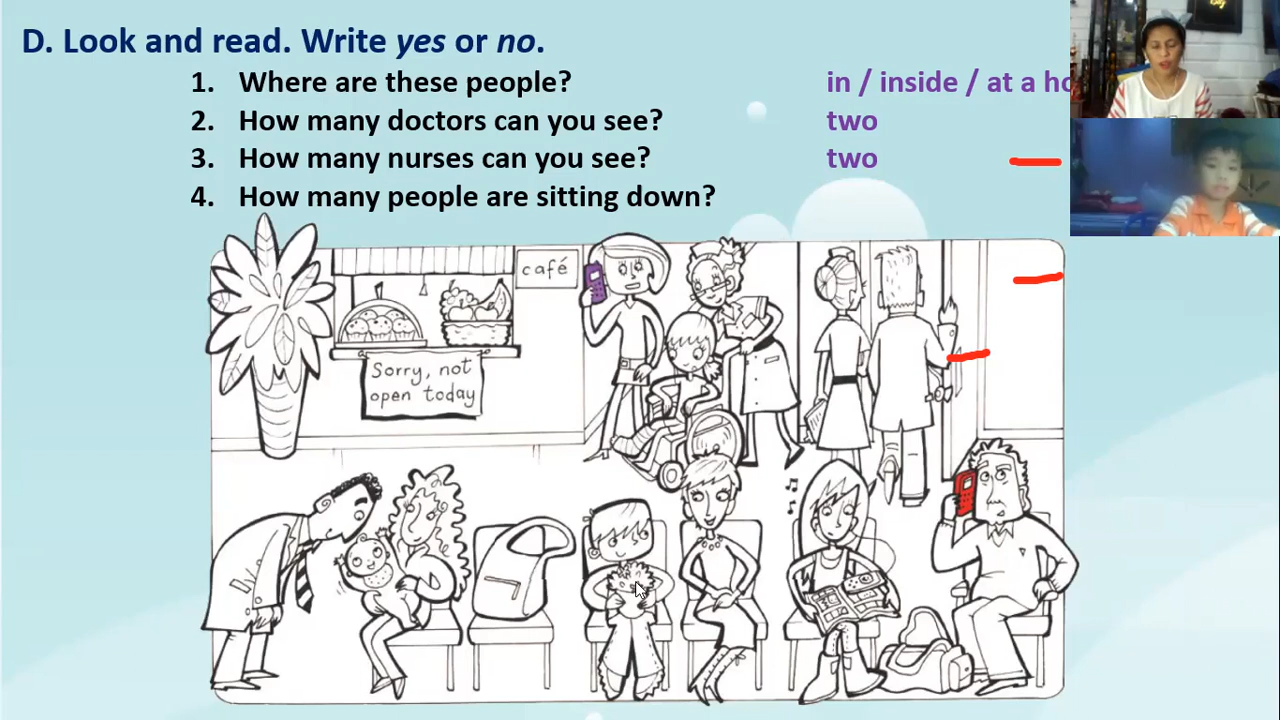 D. Look and read. Write yes or no.
1. Where are these people? in / inside / at a
2. How many doctors can you see? two
3. How many nurses can you see? two
4. How many people are sitting down?
café
Sorry, not
open today